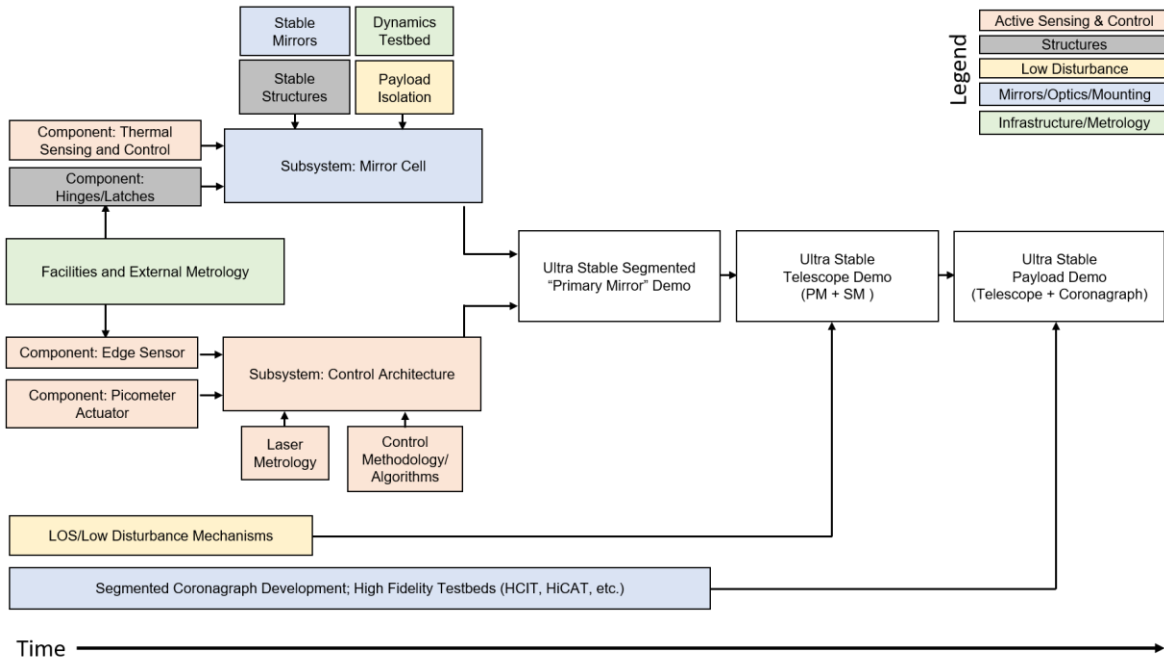 Stable
Mirrors
Dynamics
Testbed
Stable
Structures
Payload
Isolation
Legend
Active Sensing & Control
Structures
Low Disturbance
Mirrors/Optics/Mounting
Infrastructure/Metrology
Component: Thermal
Sensing and Control
Component:
Hinges/Latches
Subsystem: Mirror Cell
Facilities and External Metrology
Ultra Stable Segmented
“Primary Mirror” Demo
Ultra Stable
Telescope Demo
(PM + SM )
Ultra Stable
Payload Demo
(Telescope + Coronagraph)
Component: Edge Sensor
Component: Picometer
Actuator
Subsystem: Control Architecture
Laser
Metrology
Control
Methodology/
Algorithms
LOS/Low Disturbance Mechanisms
Segmented Coronagraph Development; High Fidelity Testbeds (HCIT, HiCAT, etc.)
Time